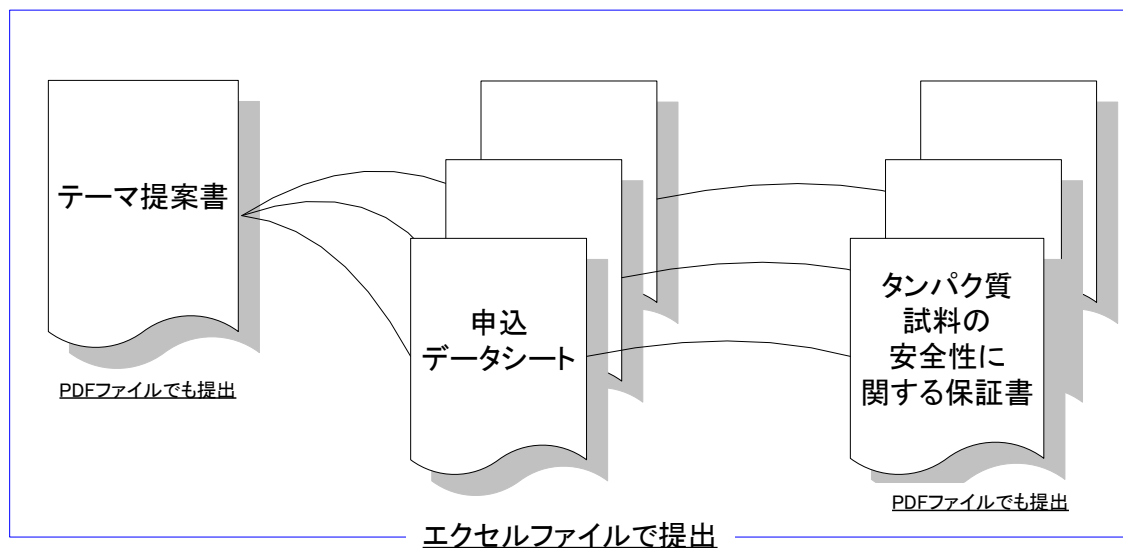 テーマ提案書
PDFファイルでも提出
申込
データシート
タンパク質
試料の
安全性に
関する保証書
PDFファイルでも提出
エクセルファイルで提出